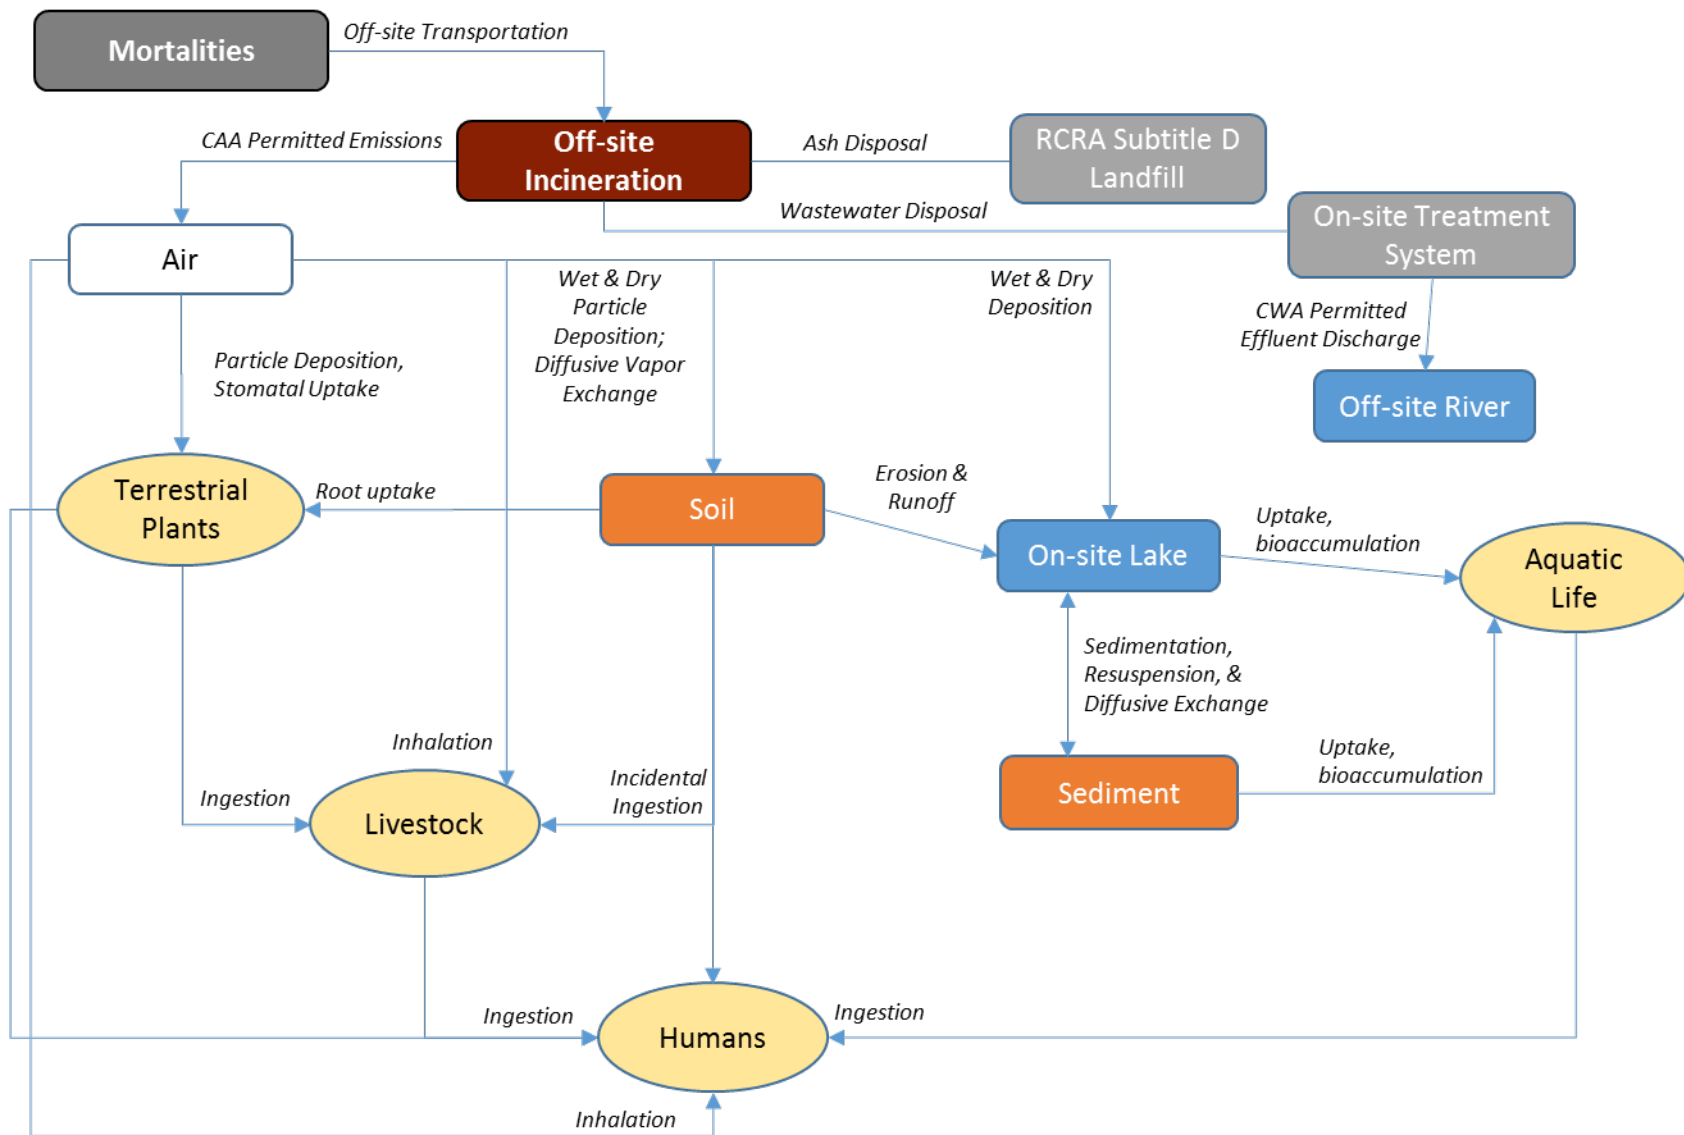 Mortalities
Off-site Transportation
CAA Permitted Emissions
Off-site
Incineration
Ash Disposal
RCRA Subtitle D
Landfill
Wastewater Disposal
On-site Treatment
System
Air
Wet & Dry
Particle
Deposition;
Diffusive Vapor
Exchange
Wet & Dry
Deposition
CWA Permitted
Effluent Discharge
Particle Deposition,
Stomatal Uptake
Off-site River
Terrestrial
Plants
Root uptake
Soil
Erosion &
Runoff
On-site Lake
Uptake,
bioaccumulation
Aquatic
Life
Sedimentation,
Resuspension, &
Diffusive Exchange
Inhalation
Incidental
Ingestion
Ingestion
Livestock
Sediment
Uptake,
bioaccumulation
Ingestion
Humans
Ingestion
Inhalation